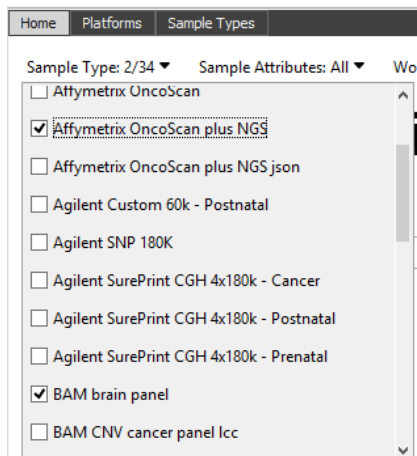 Home Platforms Sample Types
Sample Type: 2/34 Sample Attributes: All Wo
Affymetrix OncoScan
Affymetrix OncoScan plus NGS
Affymetrix OncoScan plus NGS json
Agilent Custom 60k - Postnatal
Agilent SNP 180K
Agilent SurePrint CGH 4x180k - Cancer
Agilent SurePrint CGH 4x180k - Postnatal
Agilent SurePrint CGH 4x180k - Prenatal
BAM brain panel
BAM CNV cancer panel lcc